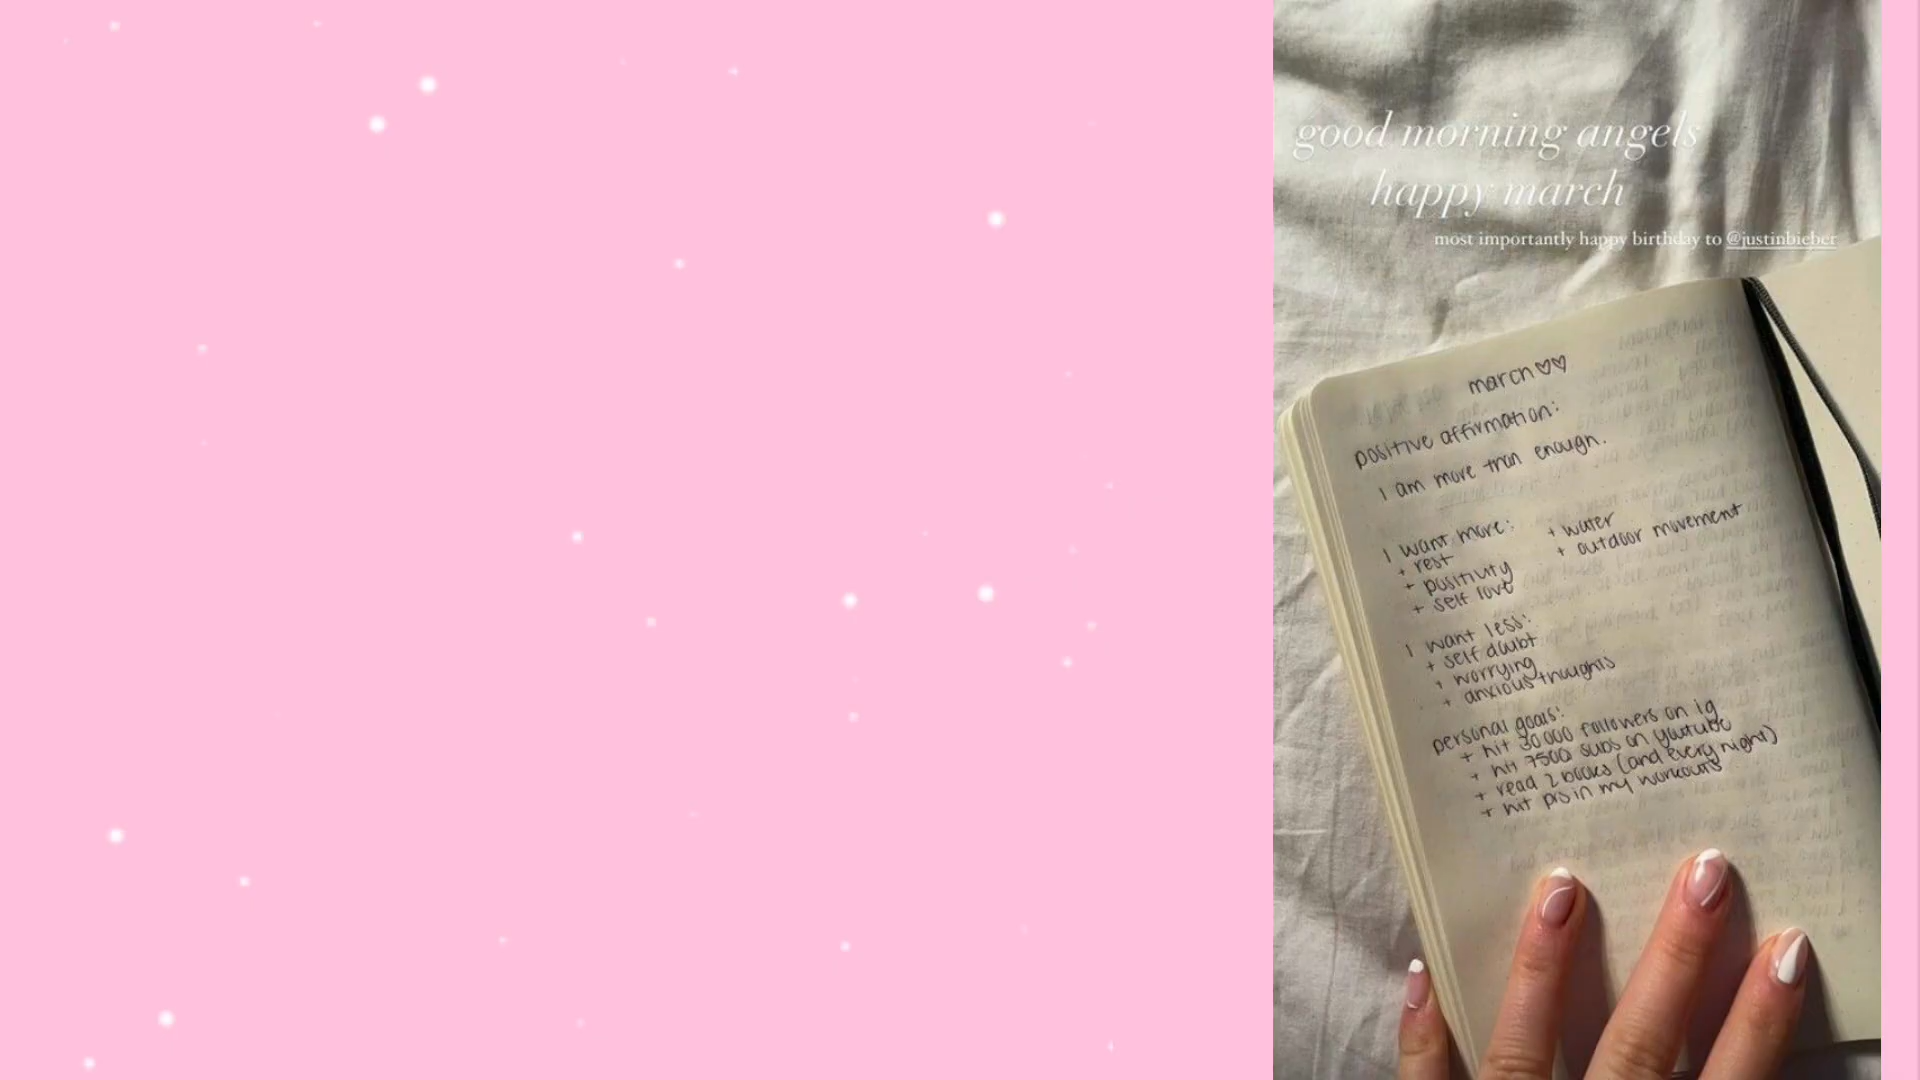 good morning angels
happy march
most importantly happy birthday to @justinbieber
march♡♡
positive affirmation:
I am more than enough.
I want more:
+ rest
+ positivity
+ self love
+ water
+ outdoor movement
I want less:
+ self doubt
+ worrying
+ anxious thoughts
personal goals:
+ hit 30 000 followers on ig
+ hit 7500 subs on youtube
+ read 2 books (and every night)
+ hit prs in my workouts